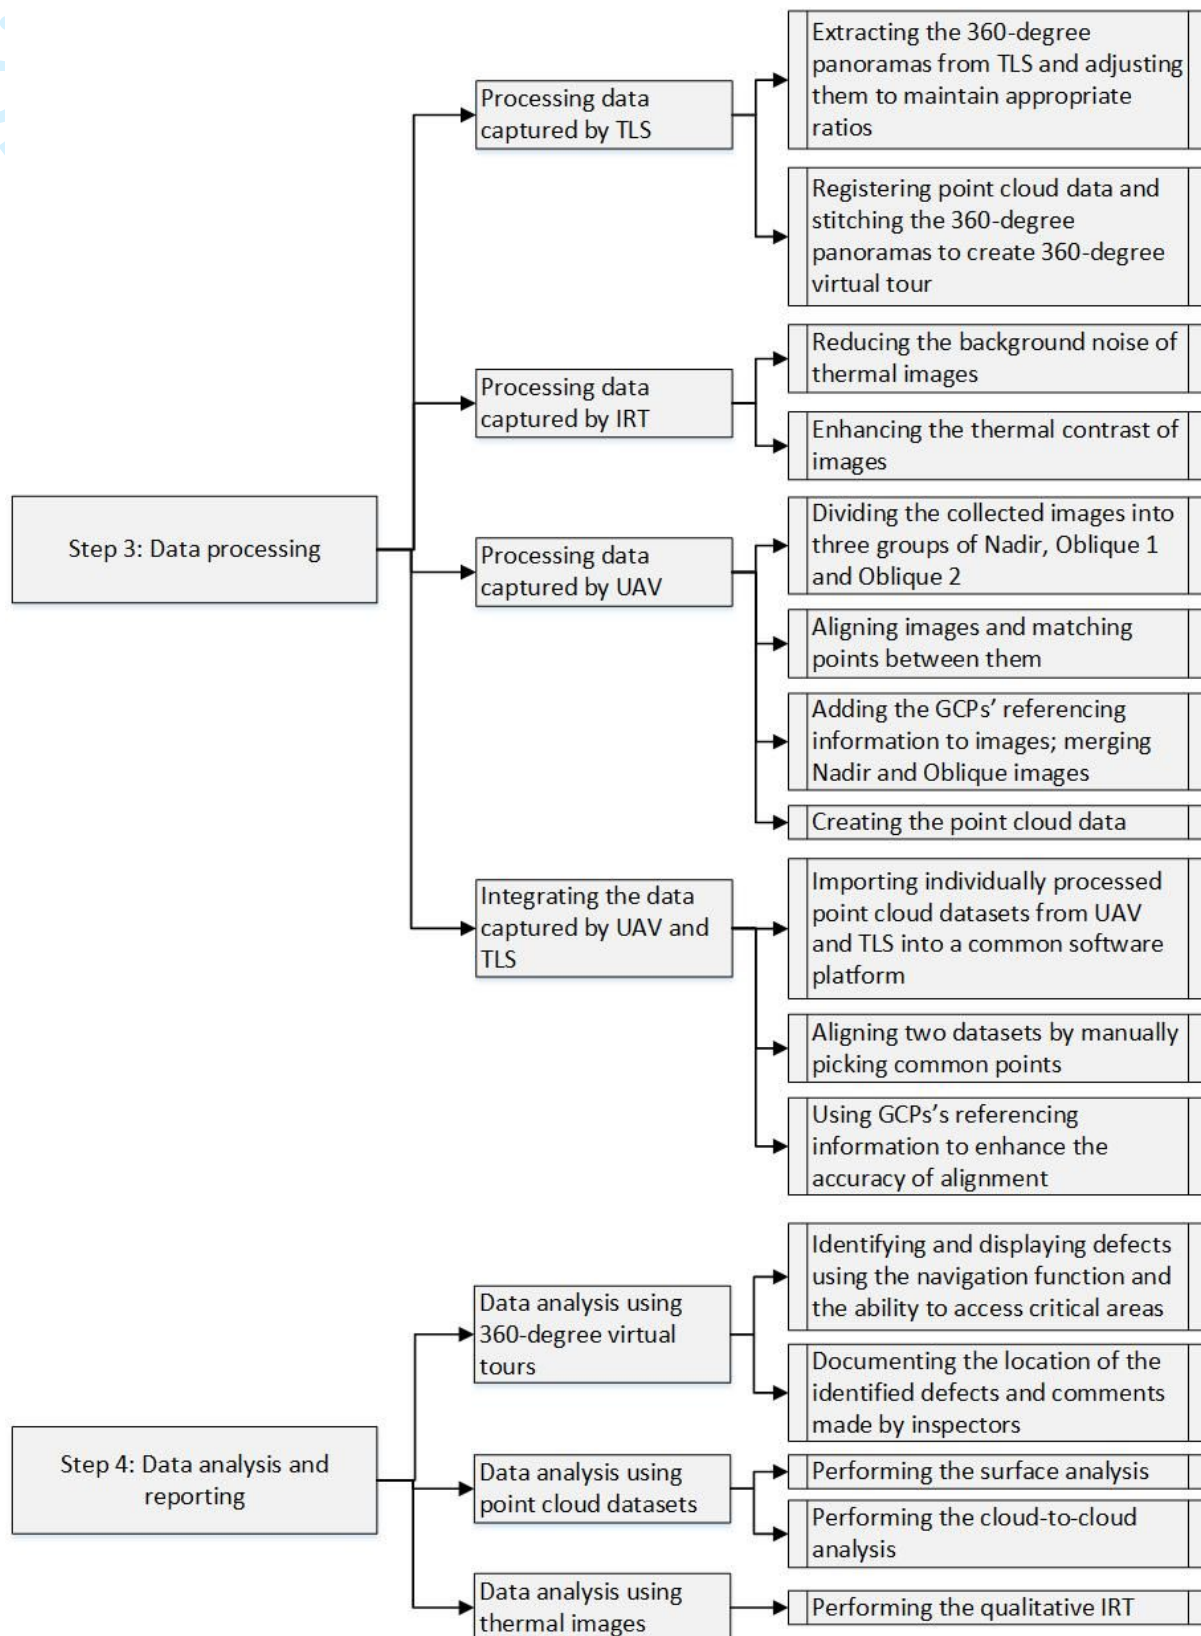 Step 3: Data processing
Processing data
captured by TLS
Extracting the 360-degree
panoramas from TLS and adjusting
them to maintain appropriate
ratios
Registering point cloud data and
stitching the 360-degree
panoramas to create 360-degree
virtual tour
Processing data
captured by IRT
Reducing the background noise of
thermal images
Enhancing the thermal contrast of
images
Processing data
captured by UAV
Dividing the collected images into
three groups of Nadir, Oblique 1
and Oblique 2
Aligning images and matching
points between them
Adding the GCPs’ referencing
information to images; merging
Nadir and Oblique images
Creating the point cloud data
Integrating the data
captured by UAV and
TLS
Importing individually processed
point cloud datasets from UAV
and TLS into a common software
platform
Aligning two datasets by manually
picking common points
Using GCPs’s referencing
information to enhance the
accuracy of alignment
Step 4: Data analysis and
reporting
Data analysis using
360-degree virtual
tours
Identifying and displaying defects
using the navigation function and
the ability to access critical areas
Documenting the location of the
identified defects and comments
made by inspectors
Data analysis using
point cloud datasets
Performing the surface analysis
Performing the cloud-to-cloud
analysis
Data analysis using
thermal images
Performing the qualitative IRT